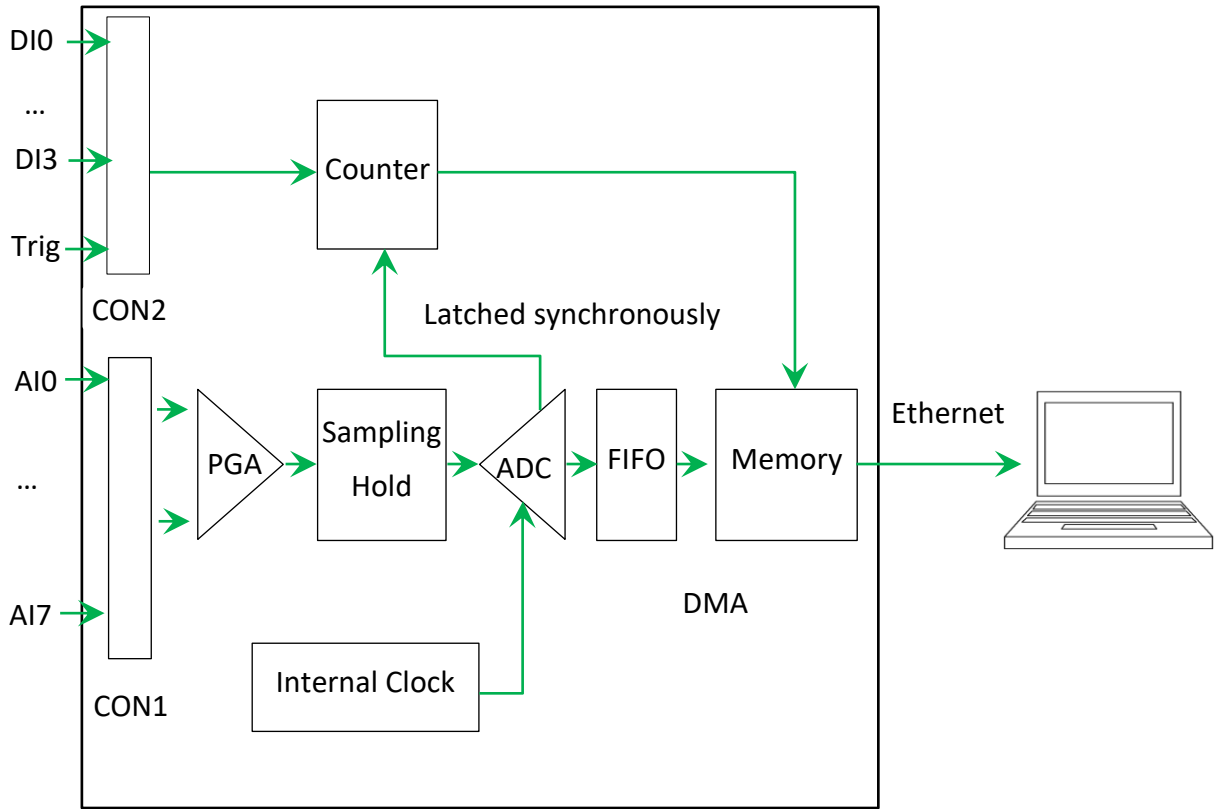 DI0
...
DI3
Trig
CON2
Counter
Latched synchronously
AI0
...
AI7
CON1
PGA
Sampling
Hold
ADC
FIFO
Memory
Ethernet
DMA
Internal Clock